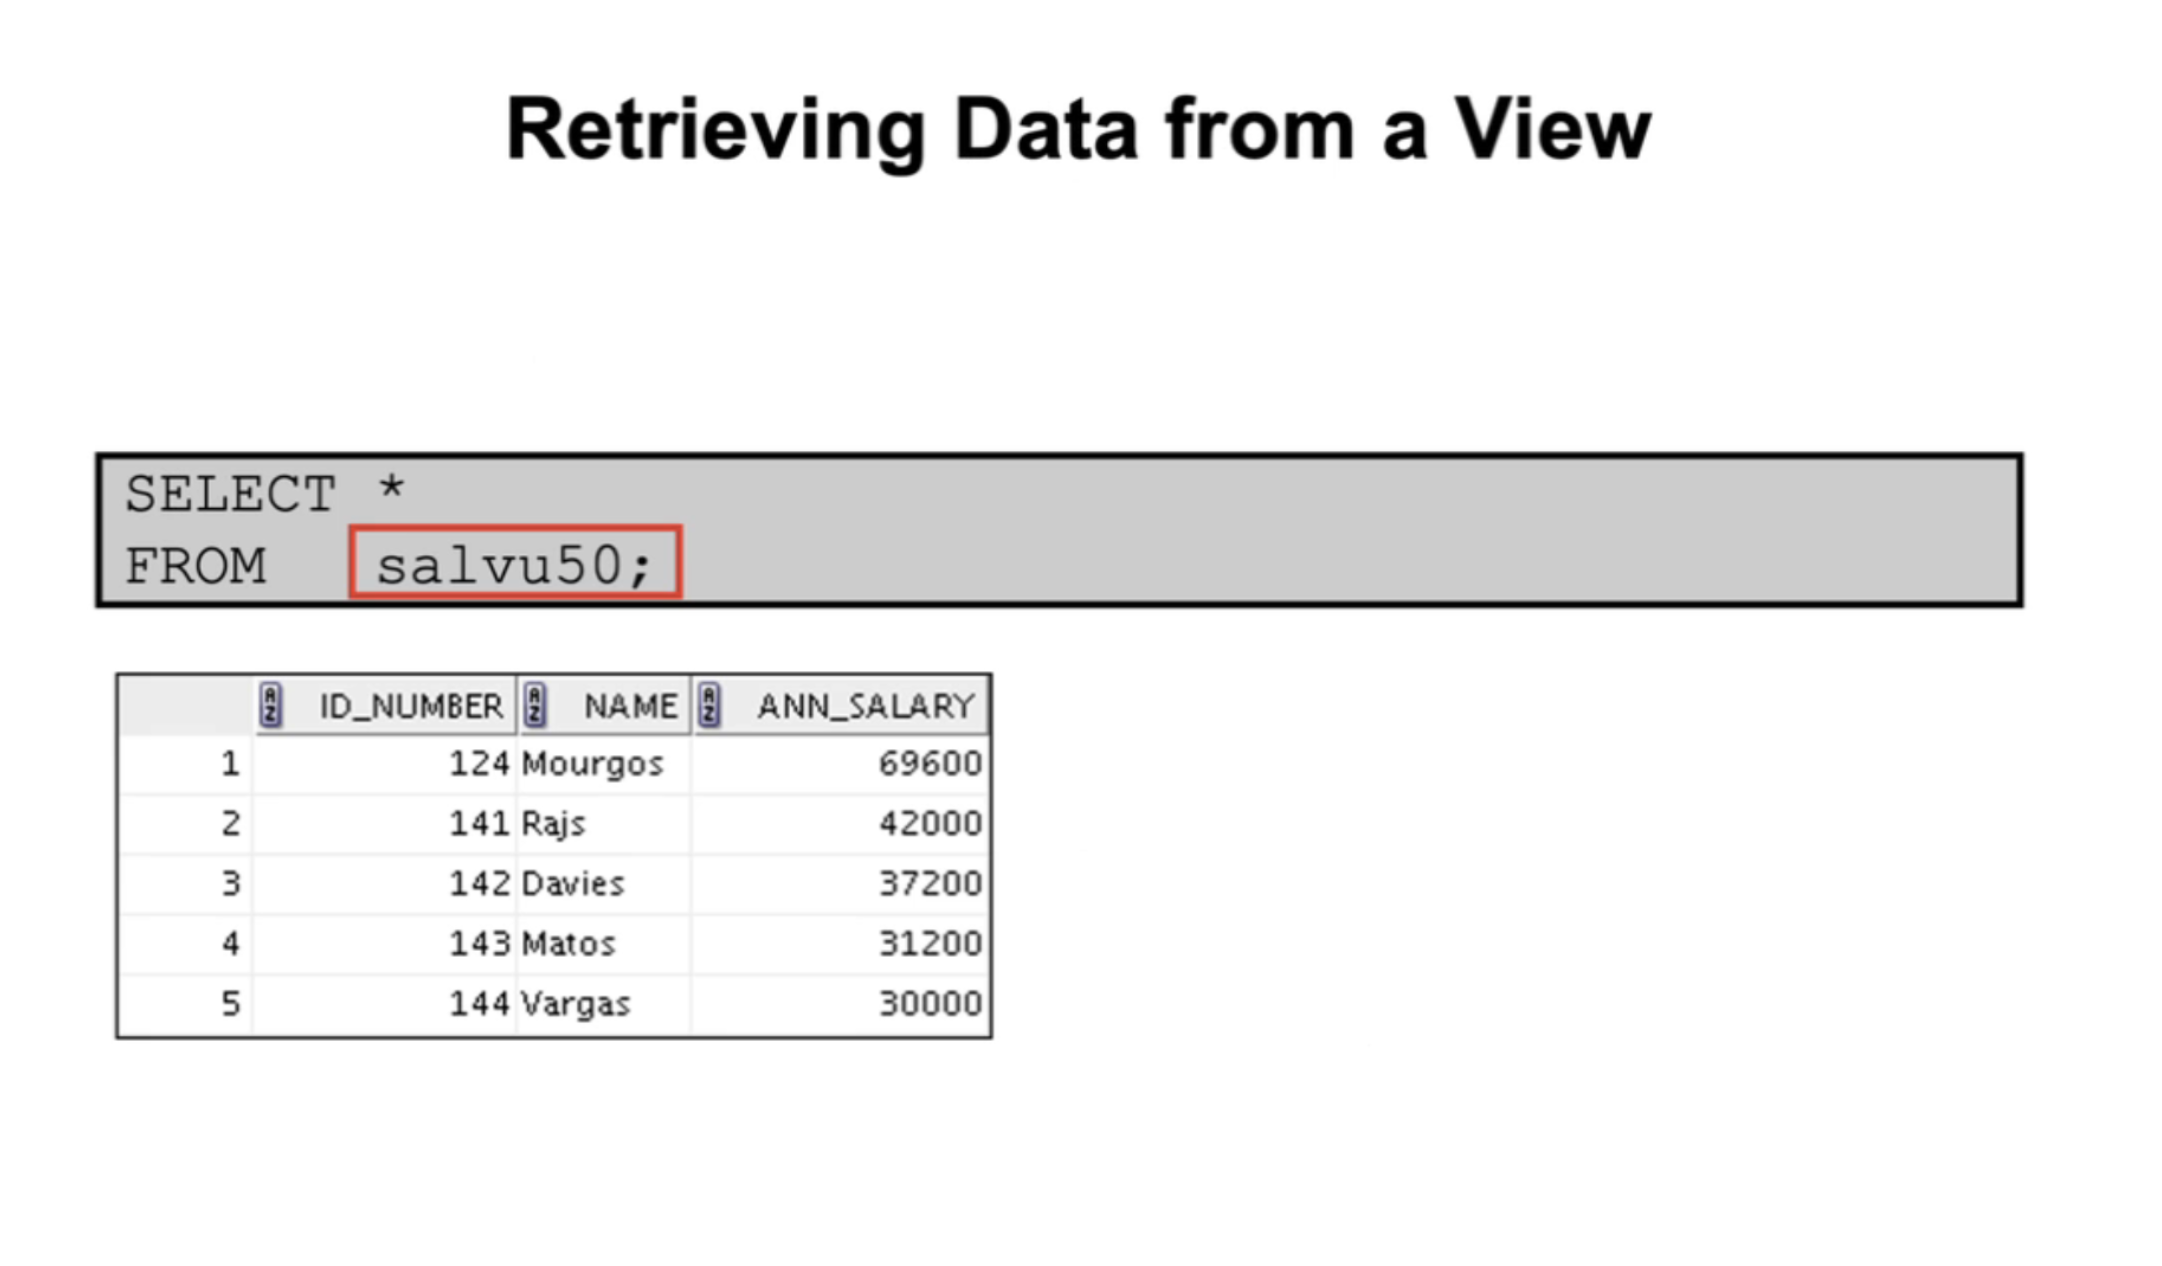 Retrieving Data from a View
SELECT *
FROM salvu50;
ID_NUMBER NAME ANN_SALARY
1 124 Mourgos 69600
2 141 Rajs 42000
3 142 Davies 37200
4 143 Matos 31200
5 144 Vargas 30000